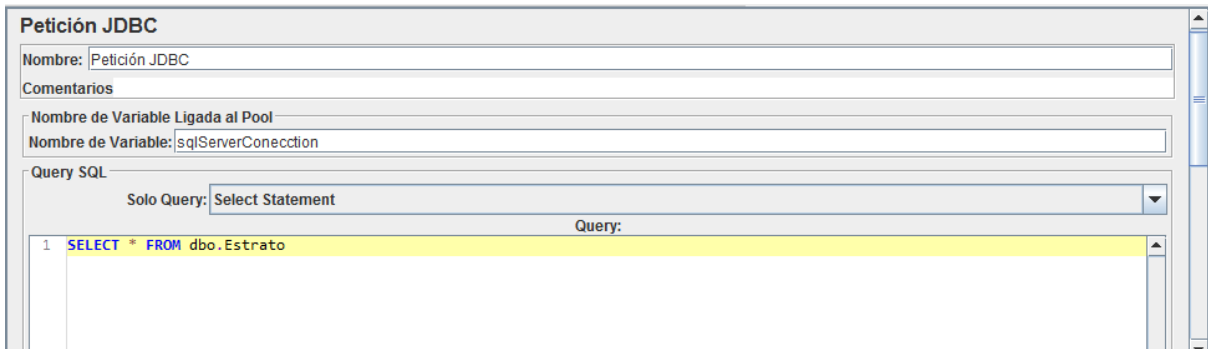 Petición JDBC
Nombre: Petición JDBC
Comentarios
Nombre de Variable Ligada al Pool
Nombre de Variable: sqlServerConecction
Query SQL
Solo Query: Select Statement
Query:
1 SELECT * FROM dbo.Estrato